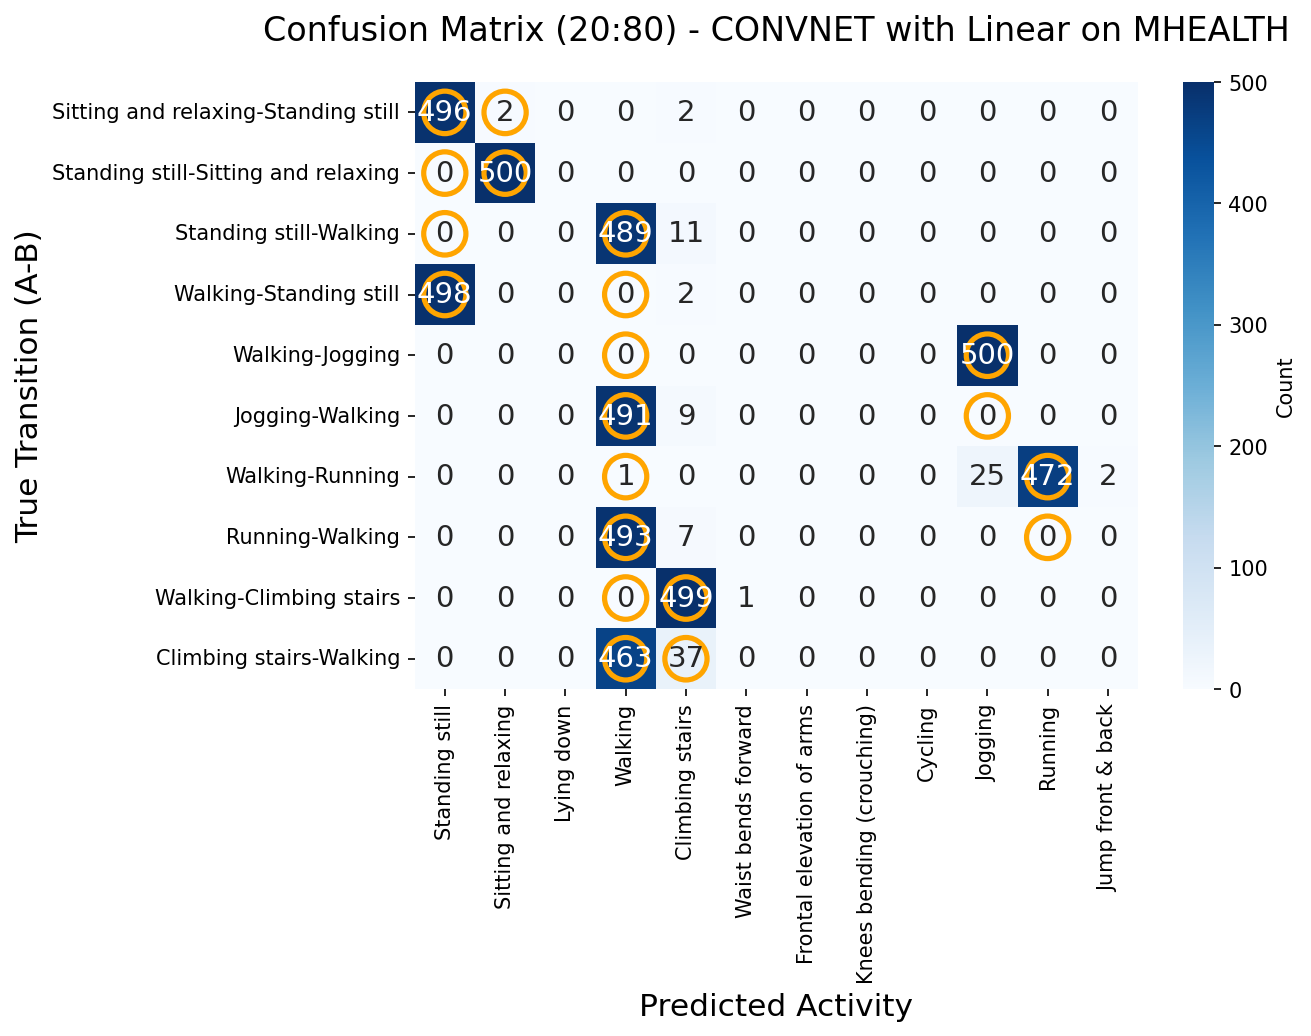 Confusion Matrix (20:80) - CONVNET with Linear on MHEALTH
True Transition (A-B)
Sitting and relaxing-Standing still 496 2 0 0 2 0 0 0 0 0 0 0
Standing still-Sitting and relaxing 0 500 0 0 0 0 0 0 0 0 0 0
Standing still-Walking 0 0 0 489 11 0 0 0 0 0 0 0
Walking-Standing still 498 0 0 0 2 0 0 0 0 0 0 0
Walking-Jogging 0 0 0 0 0 0 0 0 0 500 0 0
Jogging-Walking 0 0 0 491 9 0 0 0 0 0 0 0
Walking-Running 0 0 0 1 0 0 0 0 0 25 472 2
Running-Walking 0 0 0 493 7 0 0 0 0 0 0 0
Walking-Climbing stairs 0 0 0 0 499 1 0 0 0 0 0 0
Climbing stairs-Walking 0 0 0 463 37 0 0 0 0 0 0 0
Standing still
Sitting and relaxing
Lying down
Walking
Climbing stairs
Waist bends forward
Frontal elevation of arms
Knees bending (crouching)
Cycling
Jogging
Running
Jump front & back
Predicted Activity
500
400
300
200
100
0
Count